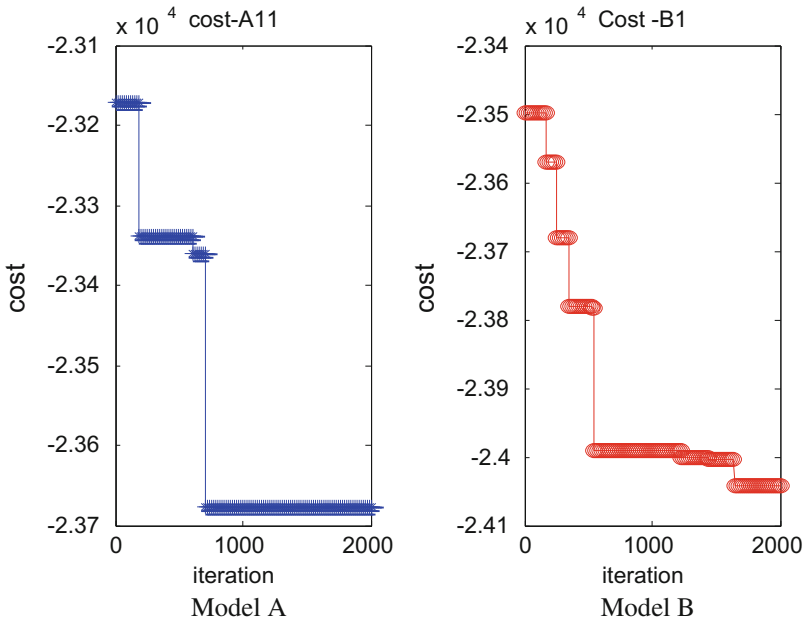 x 10 4 cost-A11
-2.31
-2.32
-2.33
-2.34
-2.35
-2.36
-2.37
cost
0 1000 2000
iteration
Model A
x 10 4 Cost -B1
-2.34
-2.35
-2.36
-2.37
-2.38
-2.39
-2.4
-2.41
cost
0 1000 2000
iteration
Model B